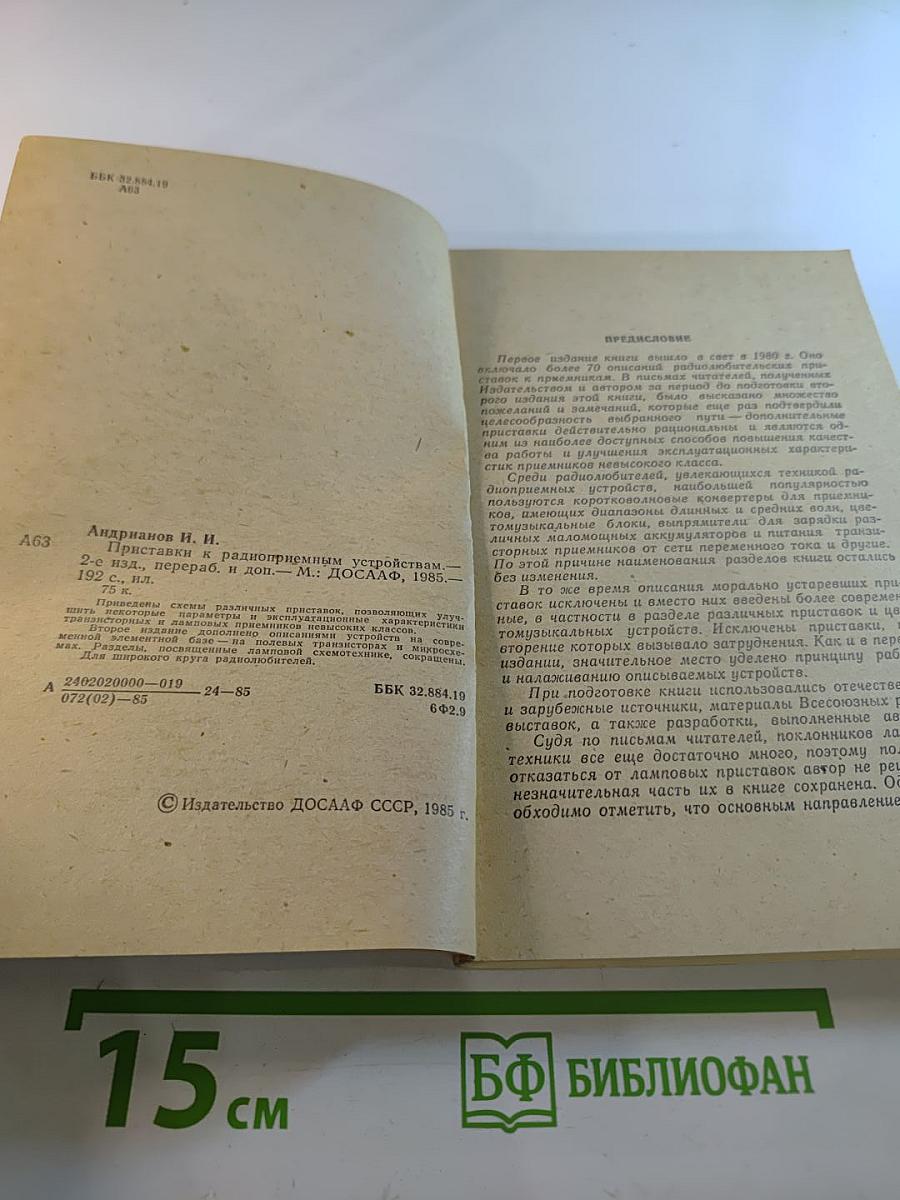 ББК 32.884.19
А63
Андрианов И. И.
А63 Приставки к радиоприемным устройствам.—
2-е изд., перераб. и доп.— М.: ДОСААФ, 1985.—
192 с., ил.
75 к.
Приведены схемы различных приставок, позволяющих улуч-
шить некоторые параметры и эксплуатационные характеристики
транзисторных и ламповых приемников невысоких классов.
Второе издание дополнено описаниями устройств на совре-
менной элементной базе — на полевых транзисторах и микросхе-
мах. Разделы, посвященные ламповой схемотехнике, сокращены.
Для широкого круга радиолюбителей.
А 2402020000—019
072(02)—85
24—85
ББК 32.884.19
6Ф2.9
© Издательство ДОСААФ СССР, 1985 г.
ПРЕДИСЛОВИЕ
Первое издание книги вышло в свет в 1980 г. Оно
включало более 70 описаний радиолюбительских при-
ставок к приемникам. В письмах читателей, полученных
Издательством и автором за период до подготовки вто-
рого издания этой книги, было высказано множество
пожеланий и замечаний, которые еще раз подтвердили
целесообразность выбранного пути — дополнительные
приставки действительно рациональны и являются од-
ним из наиболее доступных способов повышения качест-
ва работы и улучшения эксплуатационных характери-
стик приемников невысокого класса.
Среди радиолюбителей, увлекающихся техникой ра-
диоприемных устройств, наибольшей популярностью
пользуются коротковолновые конвертеры для приемни-
ков, имеющих диапазоны длинных и средних волн, цве-
томузыкальные блоки, выпрямители для зарядки раз-
личных маломощных аккумуляторов и питания транзи-
сторных приемников от сети переменного тока и другие.
По этой причине наименования разделов книги остались
без изменения.
В то же время описания морально устаревших при-
ставок исключены и вместо них введены более современ
ные, в частности в разделе различных приставок и цв
томузыкальных устройств. Исключены приставки,
вторение которых вызывало затруднения. Как и в пер
издании, значительное место уделено принципу раб
и налаживанию описываемых устройств.
При подготовке книги использовались отечестве
и зарубежные источники, материалы Всесоюзных р
выставок, а также разработки, выполненные ав
Судя по письмам читателей, поклонников ла
техники все еще достаточно много, поэтому по
отказаться от ламповых приставок автор не ре
незначительная часть их в книге сохранена. Од
обходимо отметить, что основным направление
15 см
БФ БИБЛИОФАН